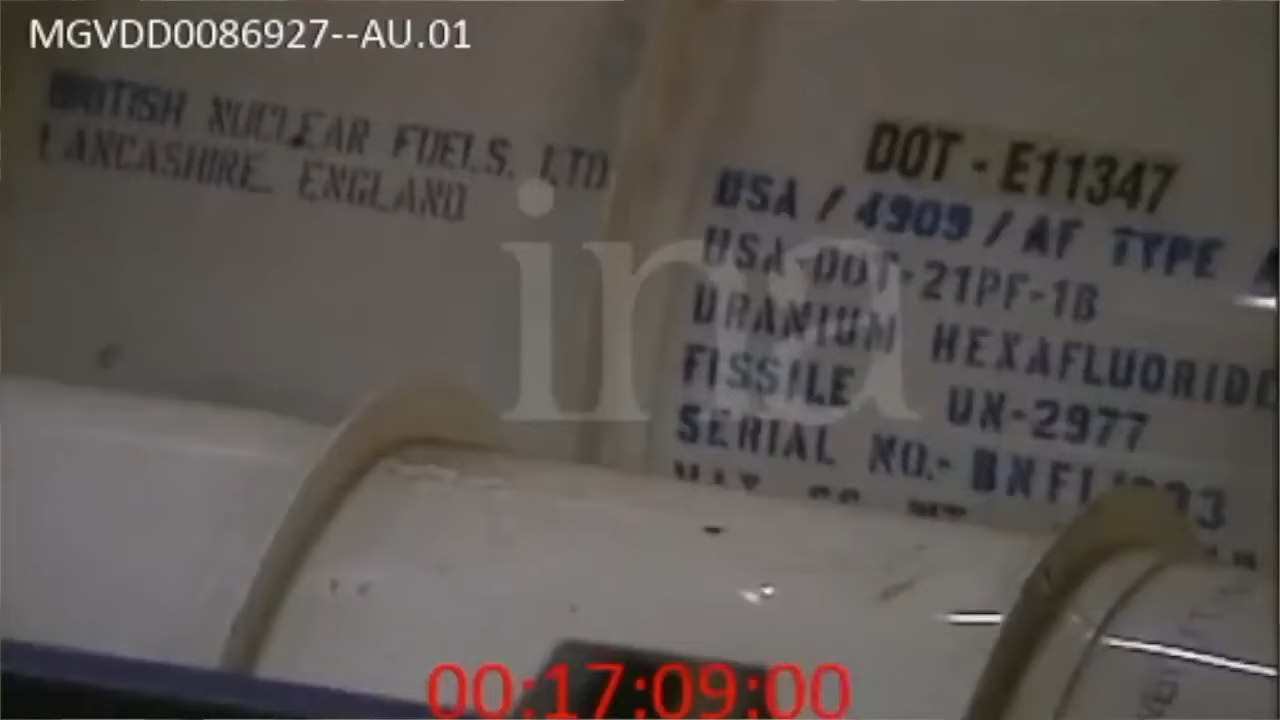 MGVDD0086927--AU.01
BRITISH NUCLEAR FUELS. LTD
LANCASHIRE. ENGLAND
DOT - E11347
USA / 4909 / AF TYPE
USA-DOT-21PF-1B
URANIUM HEXAFLUORIDE
FISSILE UN-2977
SERIAL NO.-
ina
00:17:09:00